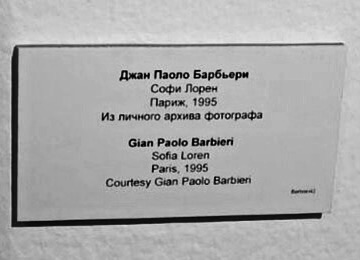 Джан Паоло Барбьери
Софи Лорен
Париж, 1995
Из личного архива фотографа
Gian Paolo Barbieri
Sofia Loren
Paris, 1995
Courtesy Gian Paolo Barbieri